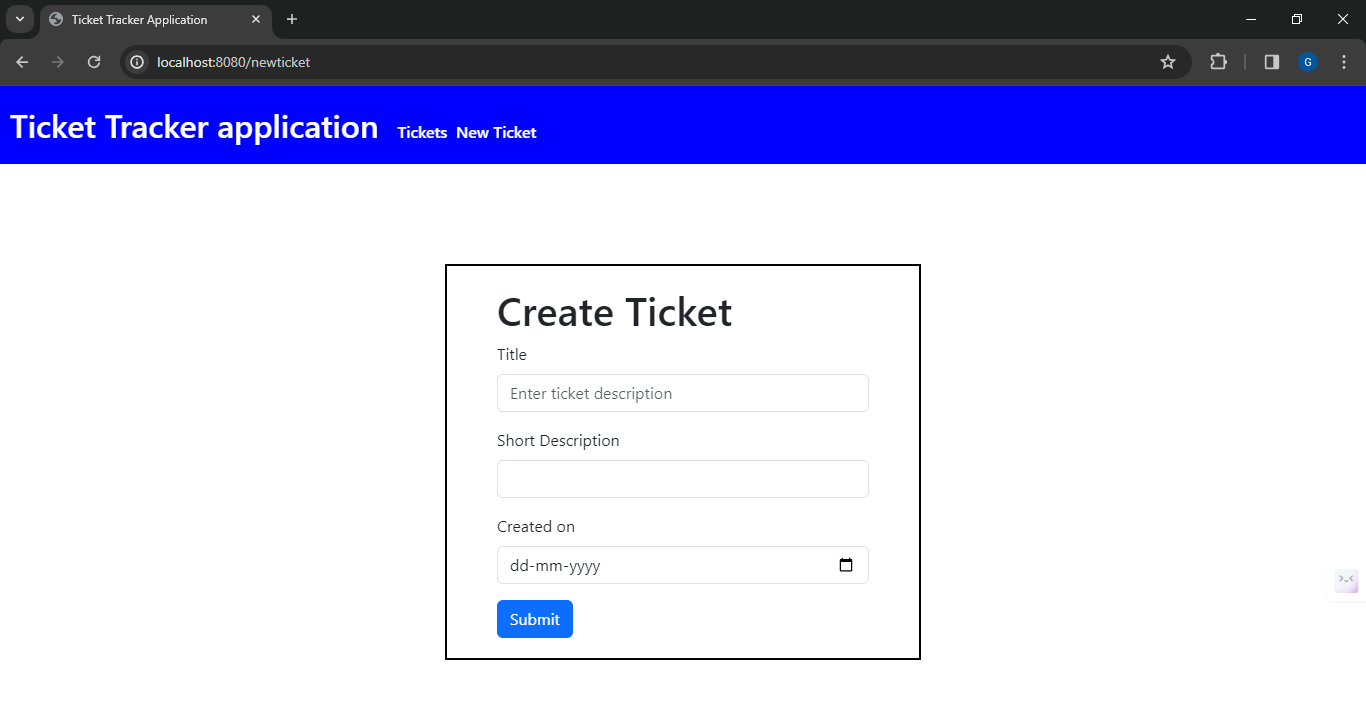 Ticket Tracker Application
localhost:8080/newticket
G
Ticket Tracker application Tickets New Ticket
Create Ticket
Title
Enter ticket description
Short Description
Created on
dd-mm-yyyy
Submit